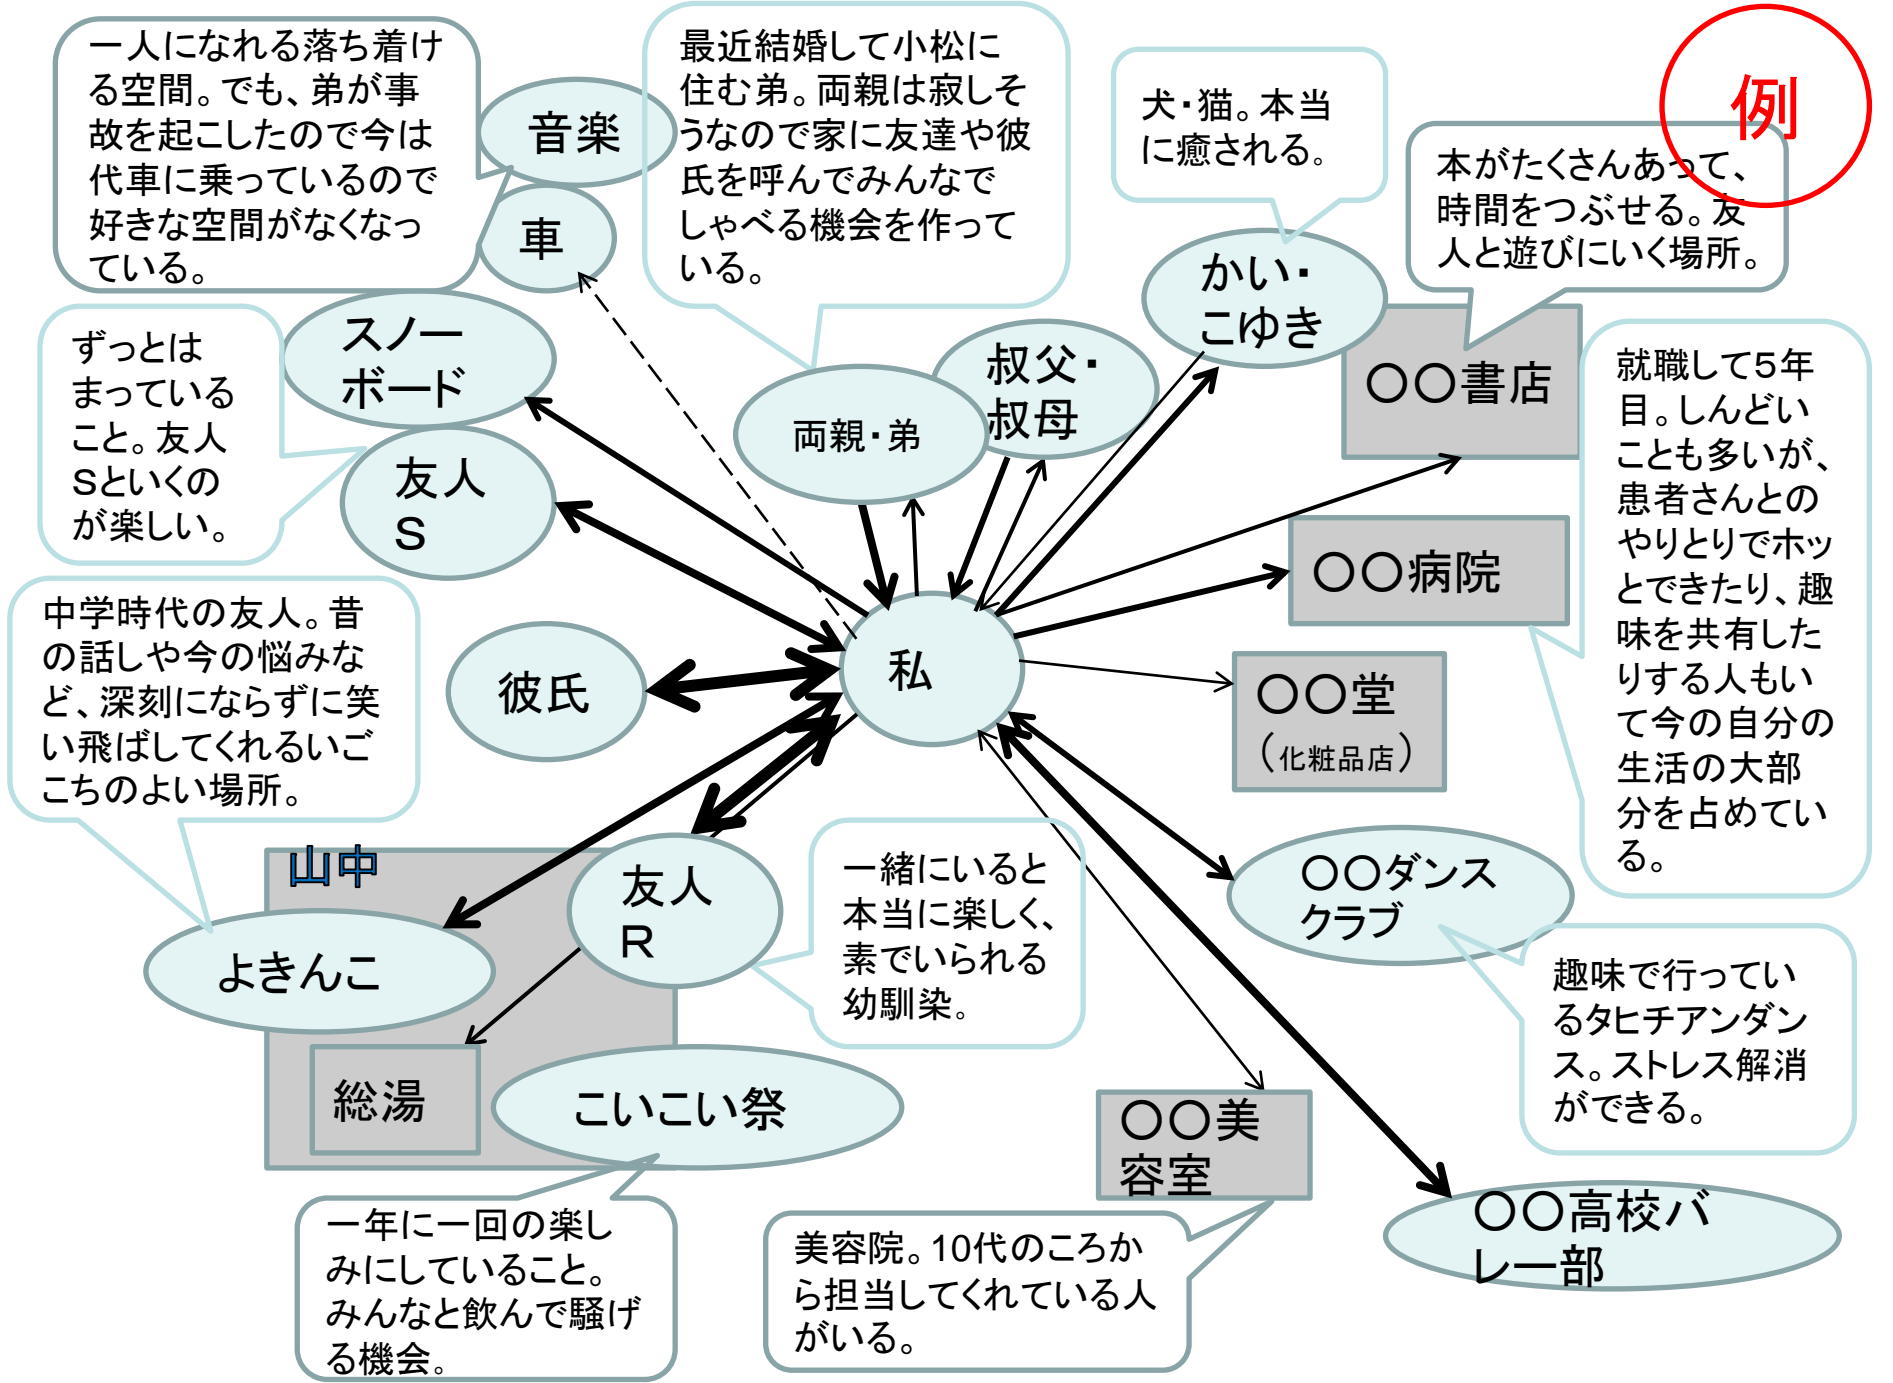 一人になれる落ち着け
る空間。でも、弟が事
故を起こしたので今は
代車に乗っているので
好きな空間がなくなっ
ている。
音楽
車
最近結婚して小松に
住む弟。両親は寂しそ
うなので家に友達や彼
氏を呼んでみんなで
しゃべる機会を作って
いる。
犬・猫。本当
に癒される。
例
本がたくさんあって、
時間をつぶせる。友
人と遊びにいく場所。
かい・
こゆき
ずっとは
まっている
こと。友人
Sといくの
が楽しい。
スノー
ボード
友人
S
両親・弟
叔父・
叔母
〇〇書店
就職して5年
目。しんどい
ことも多いが、
患者さんとの
やりとりでホッ
とできたり、趣
味を共有した
りする人もい
て今の自分の
生活の大部
分を占めてい
る。
〇〇病院
中学時代の友人。昔
の話しや今の悩みな
ど、深刻にならずに笑
い飛ばしてくれるいご
こちのよい場所。
彼氏
私
〇〇堂
(化粧品店)
山中
よきんこ
友人
R
一緒にいると
本当に楽しく、
素でいられる
幼馴染。
〇〇ダンス
クラブ
趣味で行ってい
るタヒチアンダン
ス。ストレス解消
ができる。
総湯
こいこい祭
〇〇美
容室
〇〇高校バ
レー部
一年に一回の楽し
みにしていること。
みんなと飲んで騒げ
る機会。
美容院。10代のころか
ら担当してくれている人
がいる。